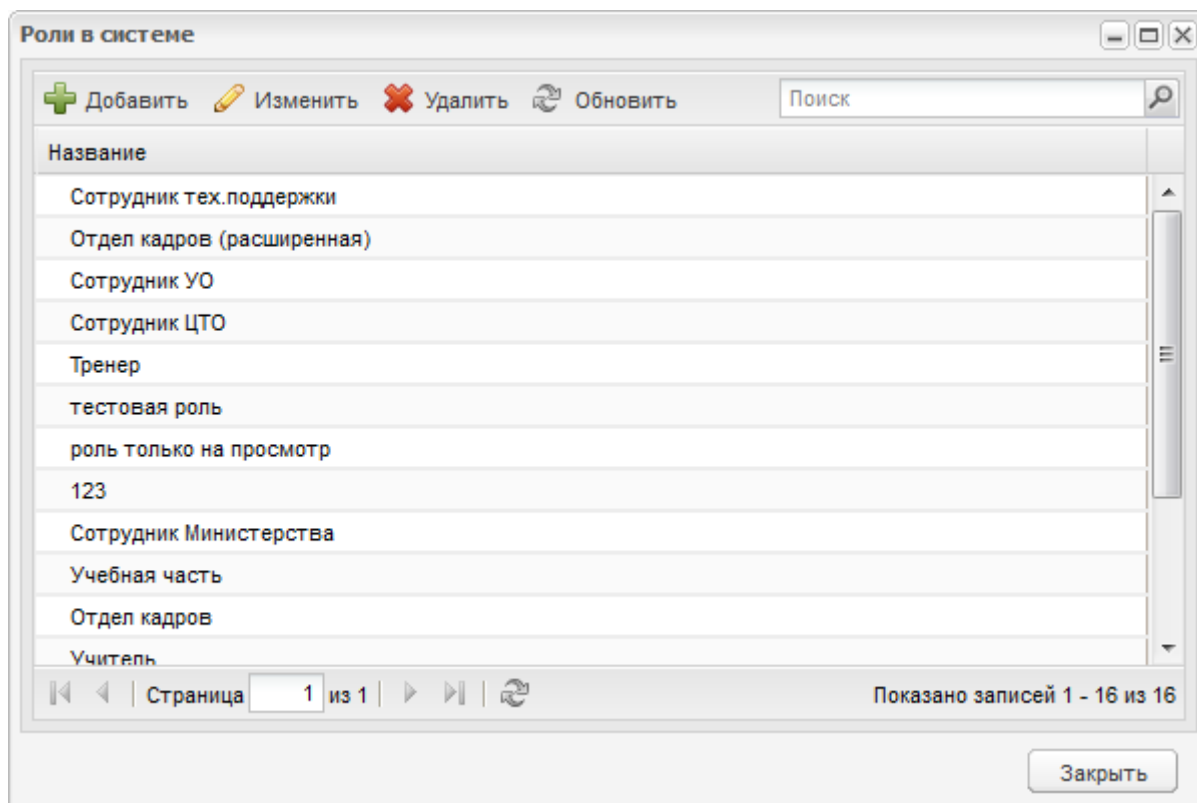 Роли в системе
Добавить Изменить Удалить Обновить Поиск
Название
Сотрудник тех.поддержки
Отдел кадров (расширенная)
Сотрудник УО
Сотрудник ЦТО
Тренер
тестовая роль
роль только на просмотр
123
Сотрудник Министерства
Учебная часть
Отдел кадров
Учитель
Страница 1 из 1 Показано записей 1 - 16 из 16
Закрыть